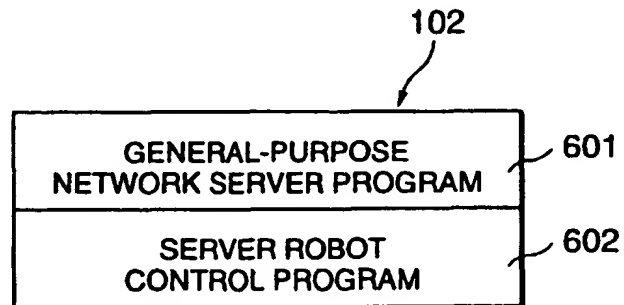 102
GENERAL-PURPOSE
NETWORK SERVER PROGRAM
601
SERVER ROBOT
CONTROL PROGRAM
602